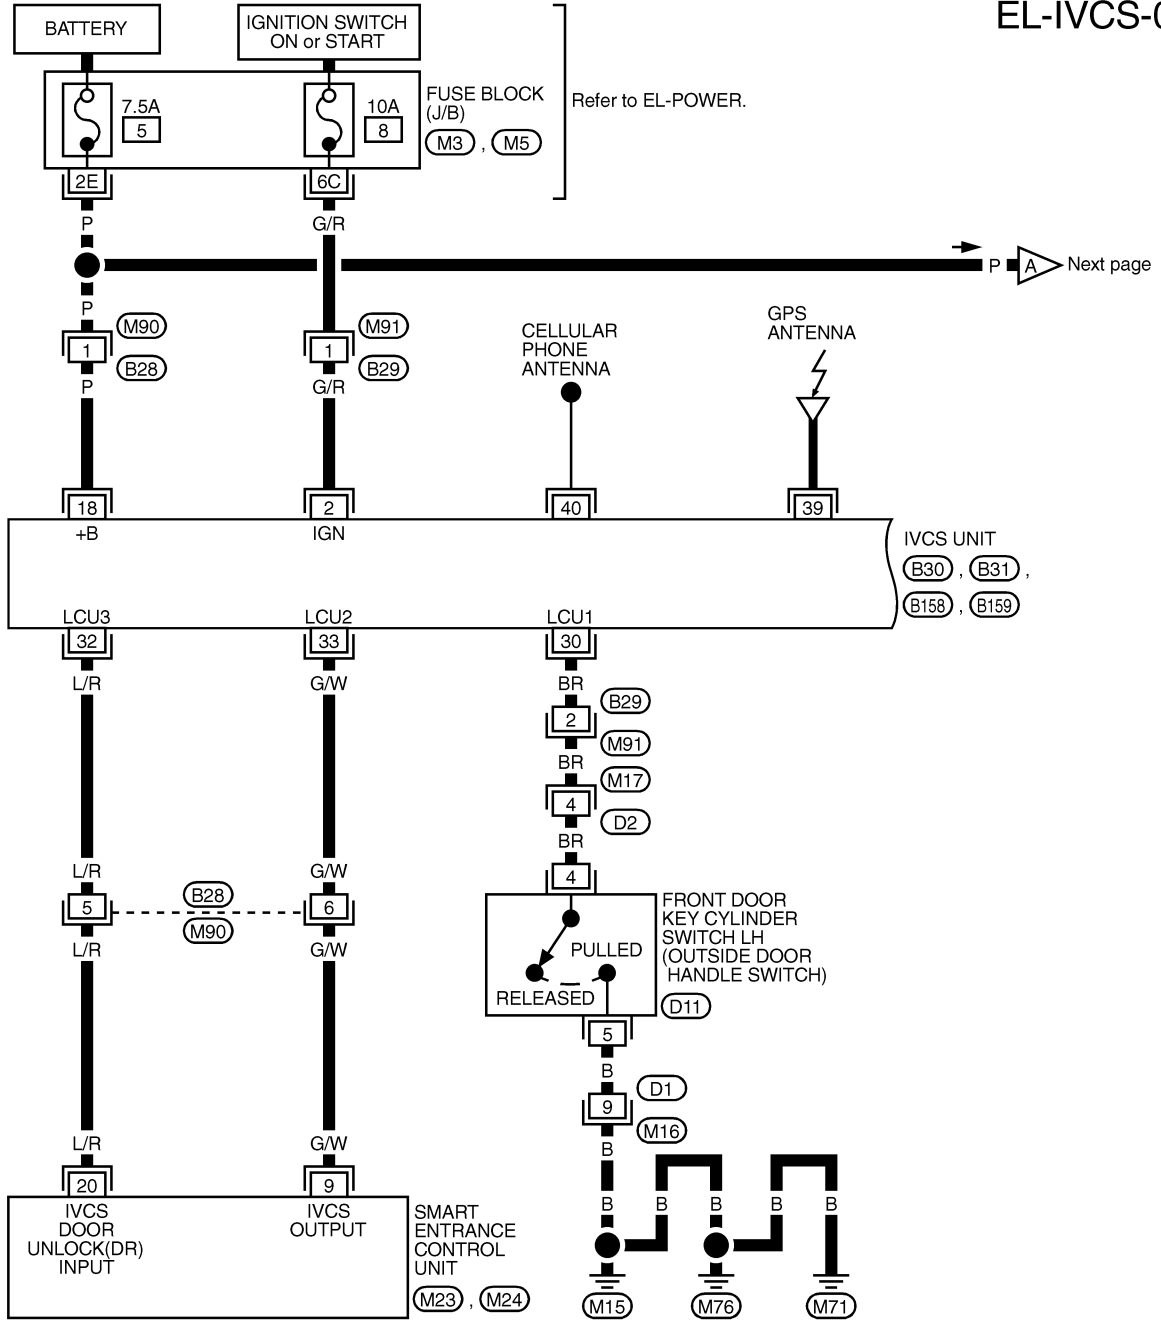 EL-IVCS-0
BATTERY
IGNITION SWITCH
ON or START
7.5A
5
10A
8
FUSE BLOCK
(J/B)
M3 , M5
Refer to EL-POWER.
2E
6C
P
G/R
P
A
Next page
P
M90
1
B28
P
M91
1
B29
G/R
CELLULAR
PHONE
ANTENNA
GPS
ANTENNA
18
2
40
39
+B
IGN
IVCS UNIT
B30 , B31 ,
B158 , B159
LCU3
LCU2
LCU1
32
33
30
L/R
G/W
BR
B29
2
M91
BR
M17
4
D2
BR
4
L/R
G/W
5
B28
M90
6
L/R
G/W
FRONT DOOR
KEY CYLINDER
SWITCH LH
(OUTSIDE DOOR
HANDLE SWITCH)
PULLED
RELEASED
D11
5
B
D1
9
M16
B
L/R
G/W
20
9
IVCS
DOOR
UNLOCK(DR)
INPUT
IVCS
OUTPUT
SMART
ENTRANCE
CONTROL
UNIT
M23 , M24
B
B
B
B
B
M15
M76
M71